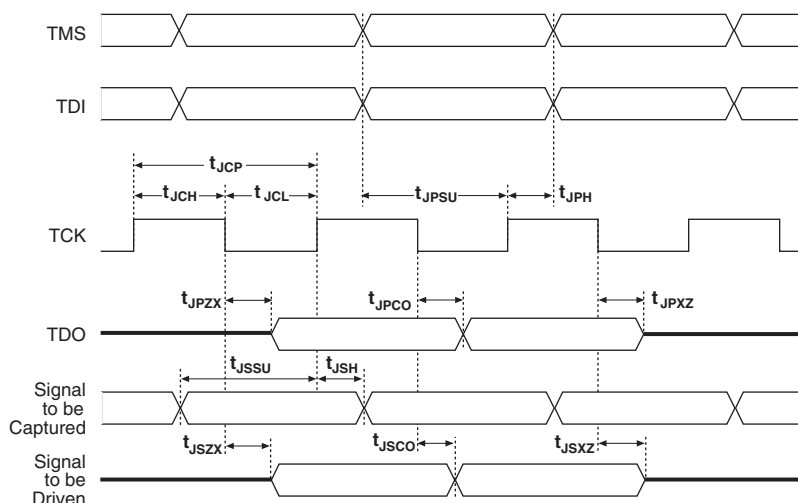 TMS
TDI
tJCP
tJCH
tJCL
tJPSU
tJPH
TCK
tJPZX
tJPCO
tJPXZ
TDO
tJSSU
tJSH
Signal
to be
Captured
tJSZX
tJSCO
tJSXZ
Signal
to be
Driven